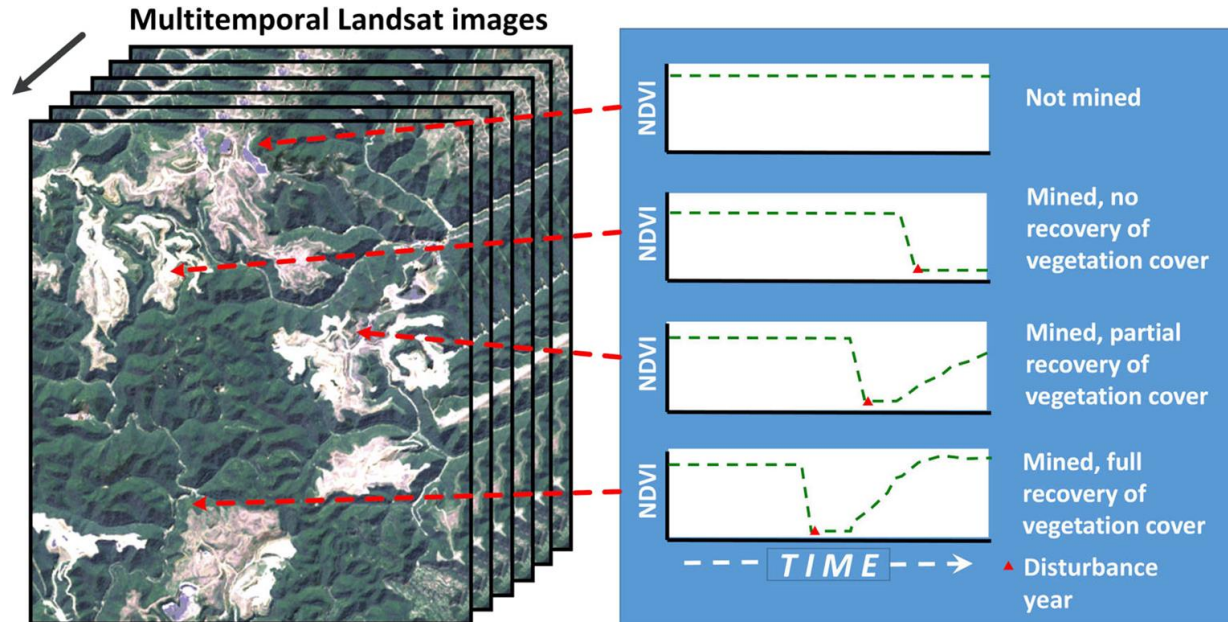 Multitemporal Landsat images
NDVI
Not mined
NDVI
Mined, no
recovery of
vegetation cover
NDVI
Mined, partial
recovery of
vegetation cover
NDVI
Mined, full
recovery of
vegetation cover
TIME
Disturbance
year